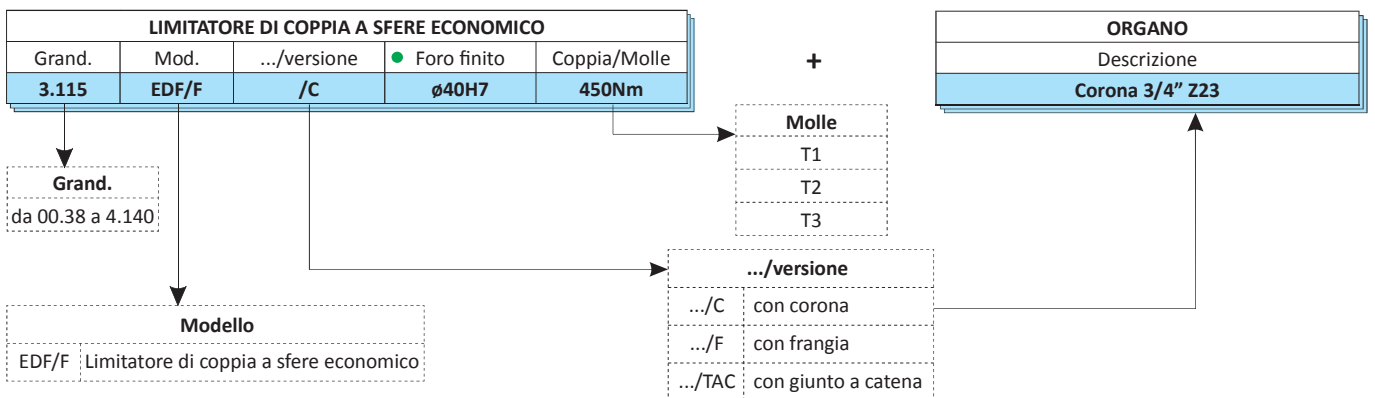 LIMITATORE DI COPPIA A SFERE ECONOMICO
Grand. Mod. .../versione Foro finito Coppia/Molle
3.115 EDF/F /C ø40H7 450Nm
+
ORGANO
Descrizione
Corona 3/4” Z23
Molle
T1
T2
T3
Grand.
da 00.38 a 4.140
.../versione
.../C con corona
.../F con frangia
.../TAC con giunto a catena
Modello
EDF/F Limitatore di coppia a sfere economico